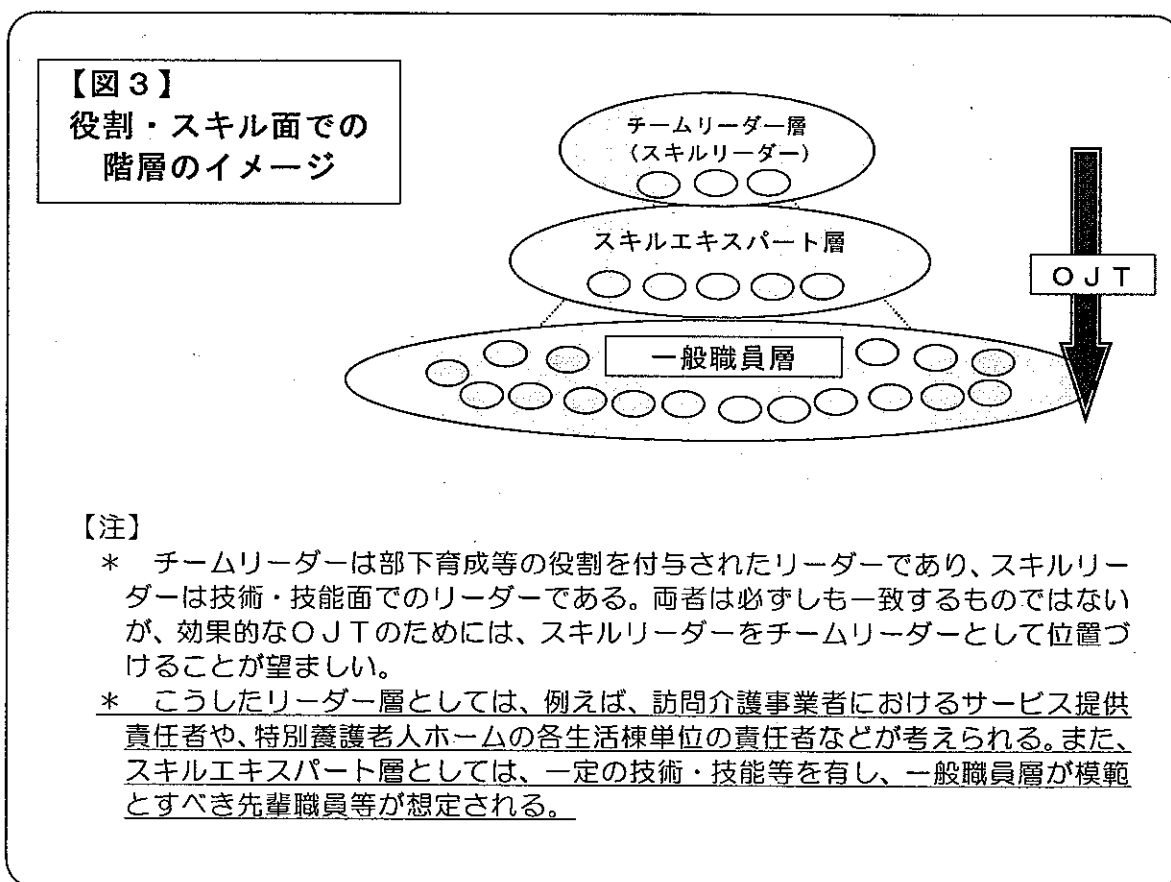 【図３】
役割・スキル面での
階層のイメージ
チームリーダー層
(スキルリーダー)
スキルエキスパート層
ＯＪＴ
一般職員層
【注】
＊　チームリーダーは部下育成等の役割を付与されたリーダーであり、スキルリー
ダーは技術・技能面でのリーダーである。両者は必ずしも一致するものではない
が、効果的なＯＪＴのためには、スキルリーダーをチームリーダーとして位置づ
けることが望ましい。
＊　こうしたリーダー層としては、例えば、訪問介護事業者におけるサービス提供
責任者や、特別養護老人ホームの各生活棟単位の責任者などが考えられる。また、
スキルエキスパート層としては、一定の技術・技能等を有し、一般職員層が模範
とすべき先輩職員等が想定される。